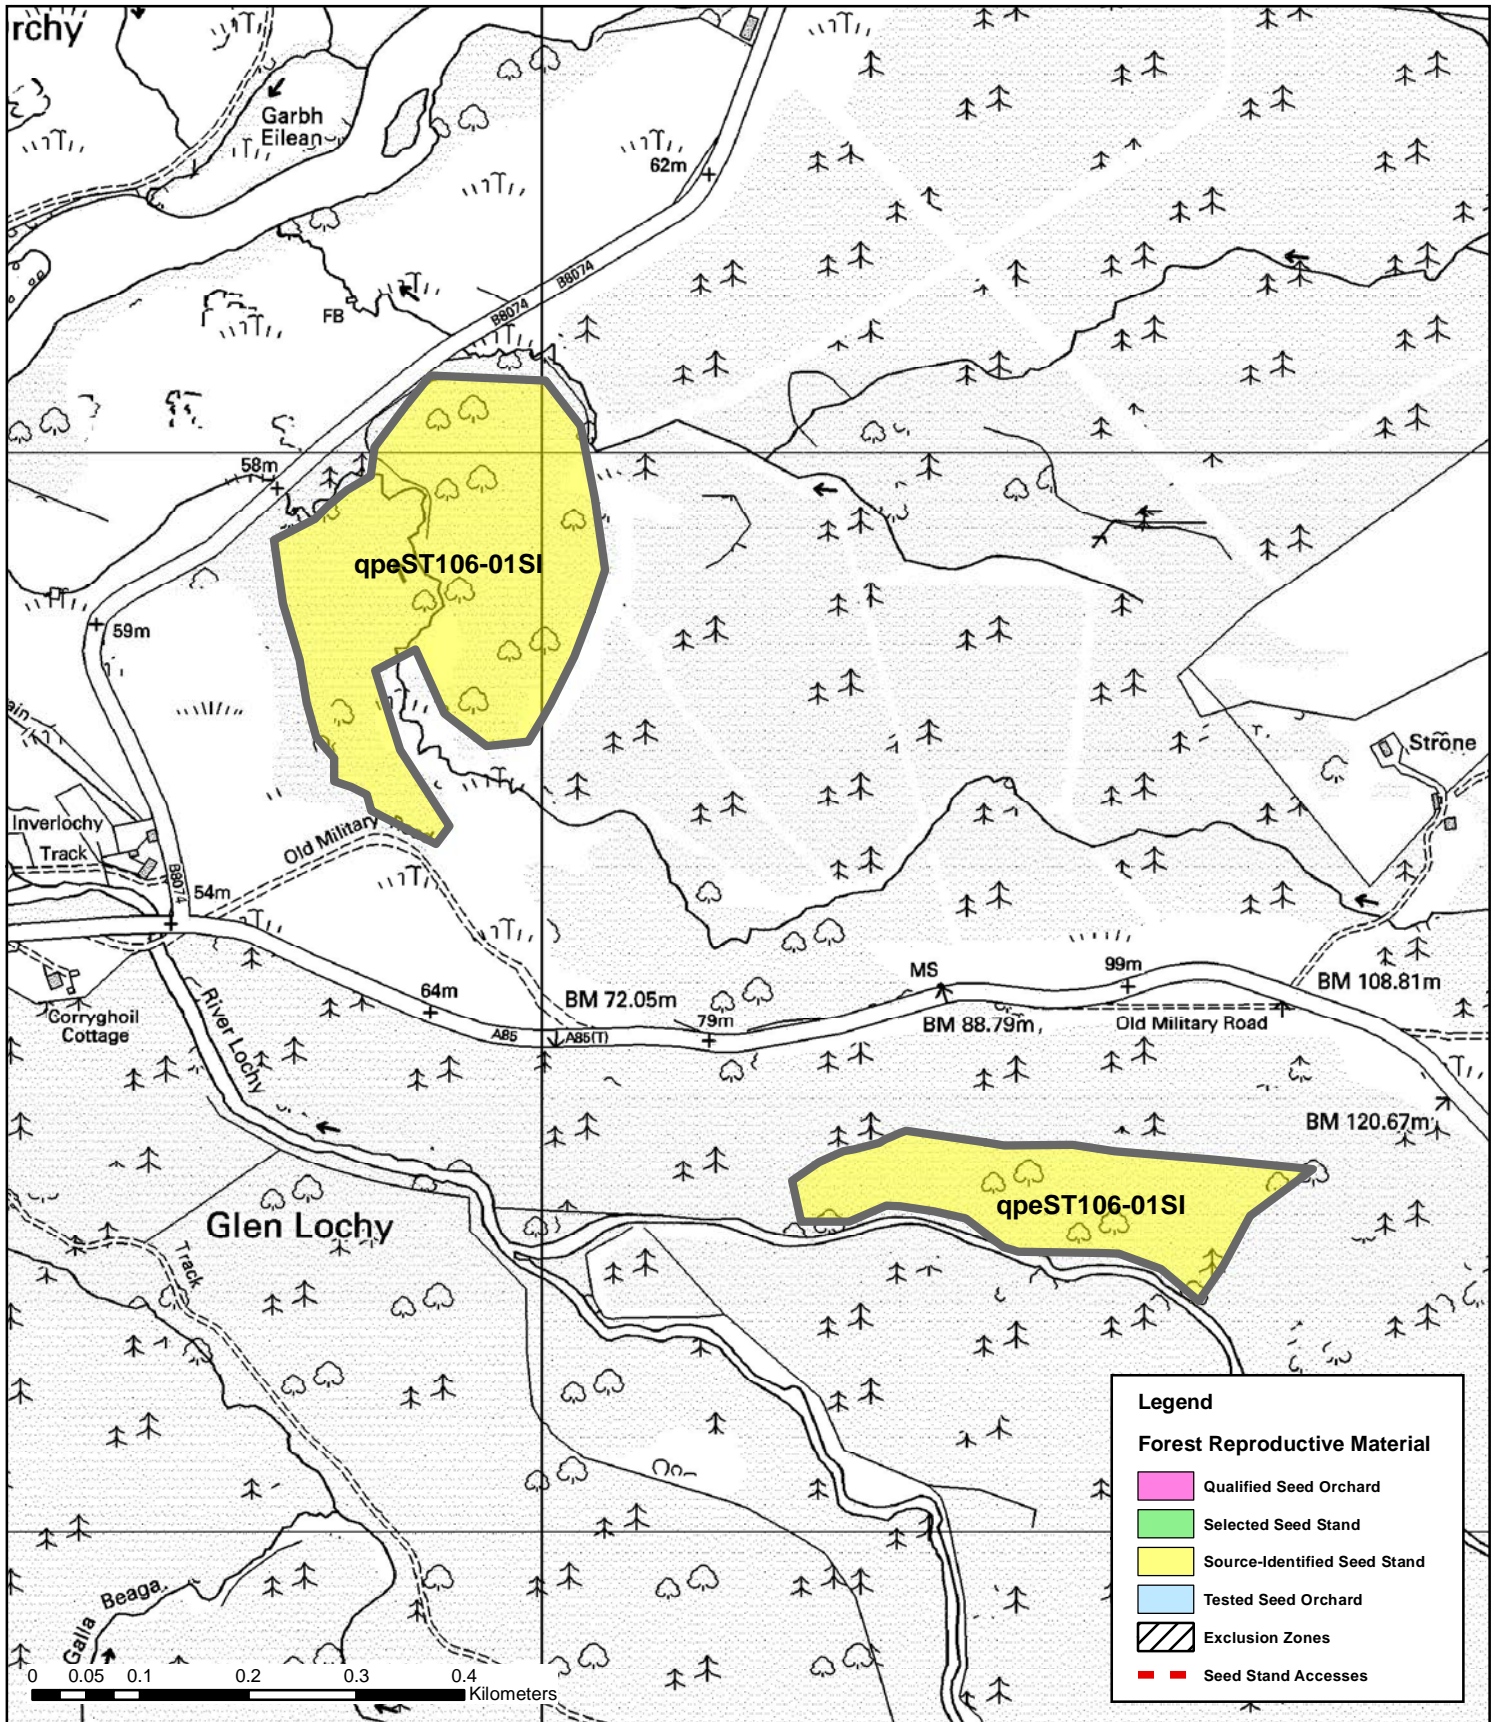 rchy
Garbh
Eilean
62m
B8074
B8074
FB
58m
qpeST106-01SI
59m
ain
Strone
Inverlochy
Track
Old Military
B8074
54m
MS
99m
BM 108.81m
64m
BM 72.05m
79m
BM 88.79m
Old Military Road
Corryghoil
Cottage
River Lochy
A85
A85(T)
BM 120.67m
qpeST106-01SI
Glen Lochy
Track
Galla Beaga
Legend
Forest Reproductive Material
Qualified Seed Orchard
Selected Seed Stand
Source-Identified Seed Stand
Tested Seed Orchard
Exclusion Zones
Seed Stand Accesses
0 0.05 0.1 0.2 0.3 0.4
Kilometers